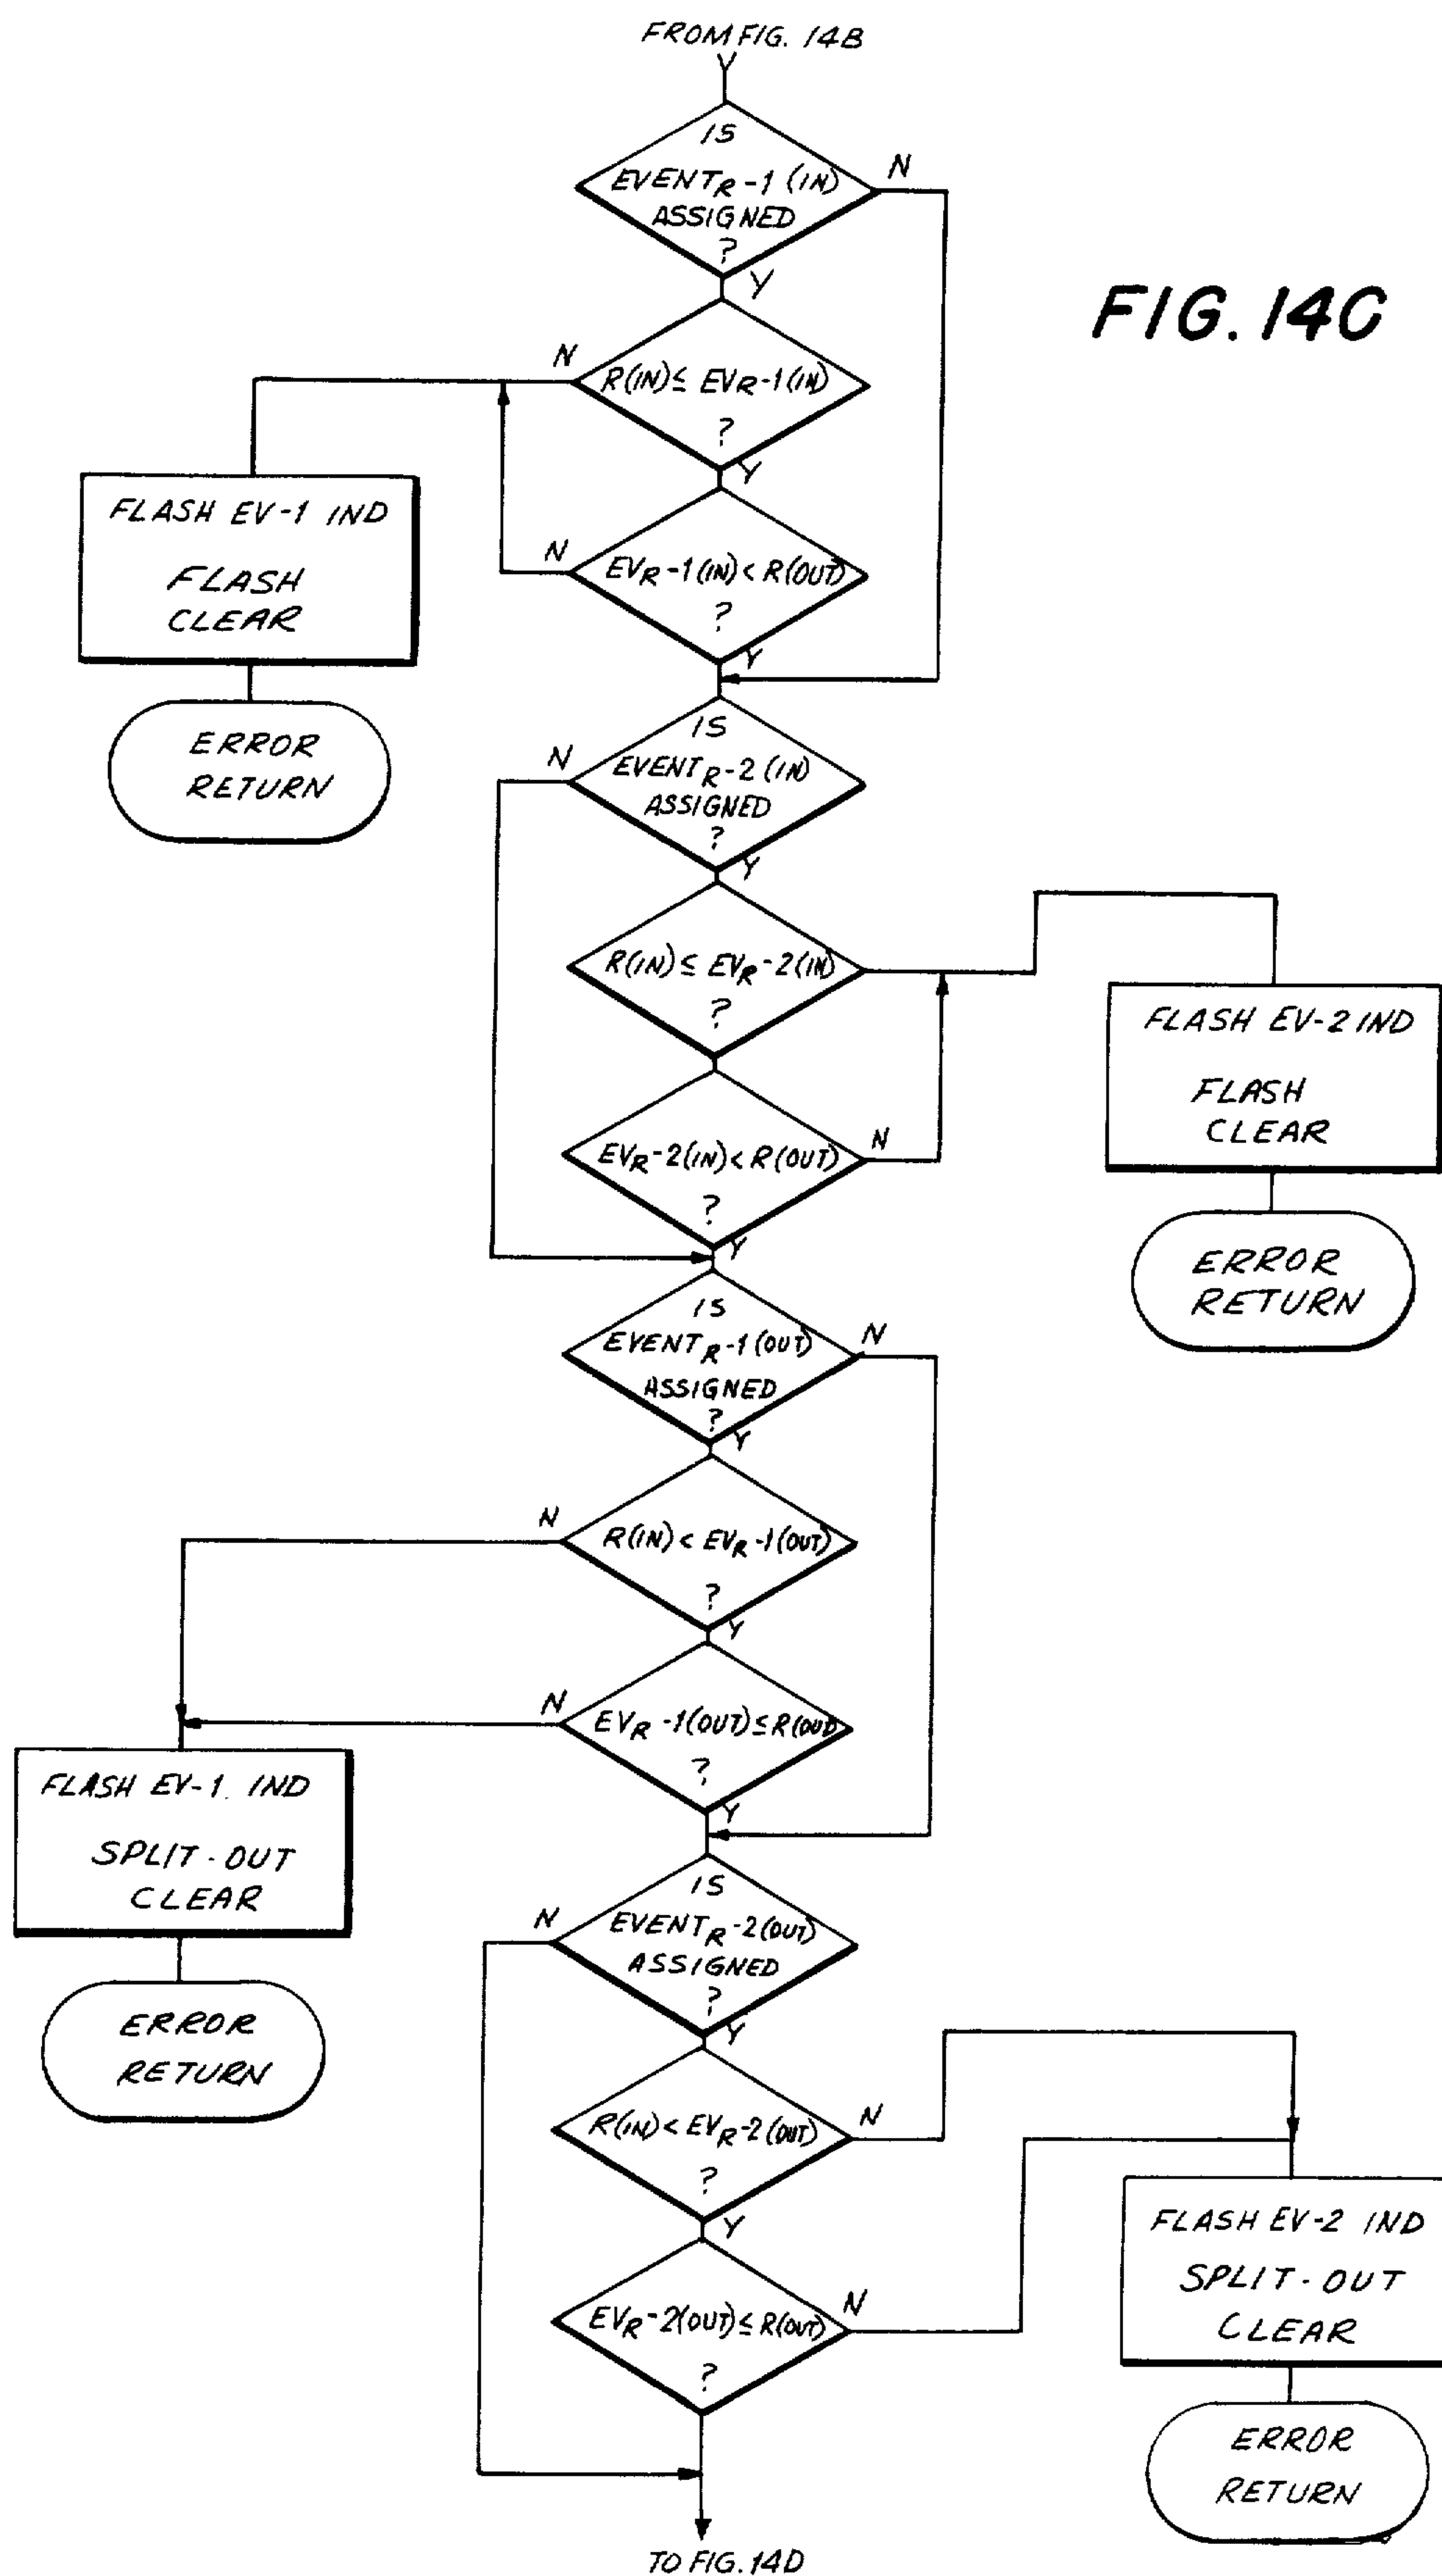 FROM FIG. 14B
Y
IS
EVENTR-1 (IN)
ASSIGNED
?
N
Y
FIG. 14C
R(IN) ≤ EVR-1(IN)
?
N
Y
EVR-1(IN) < R(OUT)
?
N
Y
FLASH EV-1 IND
FLASH
CLEAR
ERROR
RETURN
IS
EVENTR-2 (IN)
ASSIGNED
?
N
Y
R(IN) ≤ EVR-2(IN)
?
EVR-2(IN) < R(OUT)
?
N
Y
FLASH EV-2 IND
FLASH
CLEAR
ERROR
RETURN
IS
EVENTR-1 (OUT)
ASSIGNED
?
N
Y
R(IN) < EVR-1(OUT)
?
N
Y
EVR-1(OUT) ≤ R(OUT)
?
N
Y
FLASH EV-1. IND
SPLIT-OUT
CLEAR
ERROR
RETURN
IS
EVENTR-2(OUT)
ASSIGNED
?
N
Y
R(IN) < EVR-2(OUT)
?
N
Y
EVR-2(OUT) ≤ R(OUT)
?
N
FLASH EV-2 IND
SPLIT-OUT
CLEAR
ERROR
RETURN
TO FIG. 14D